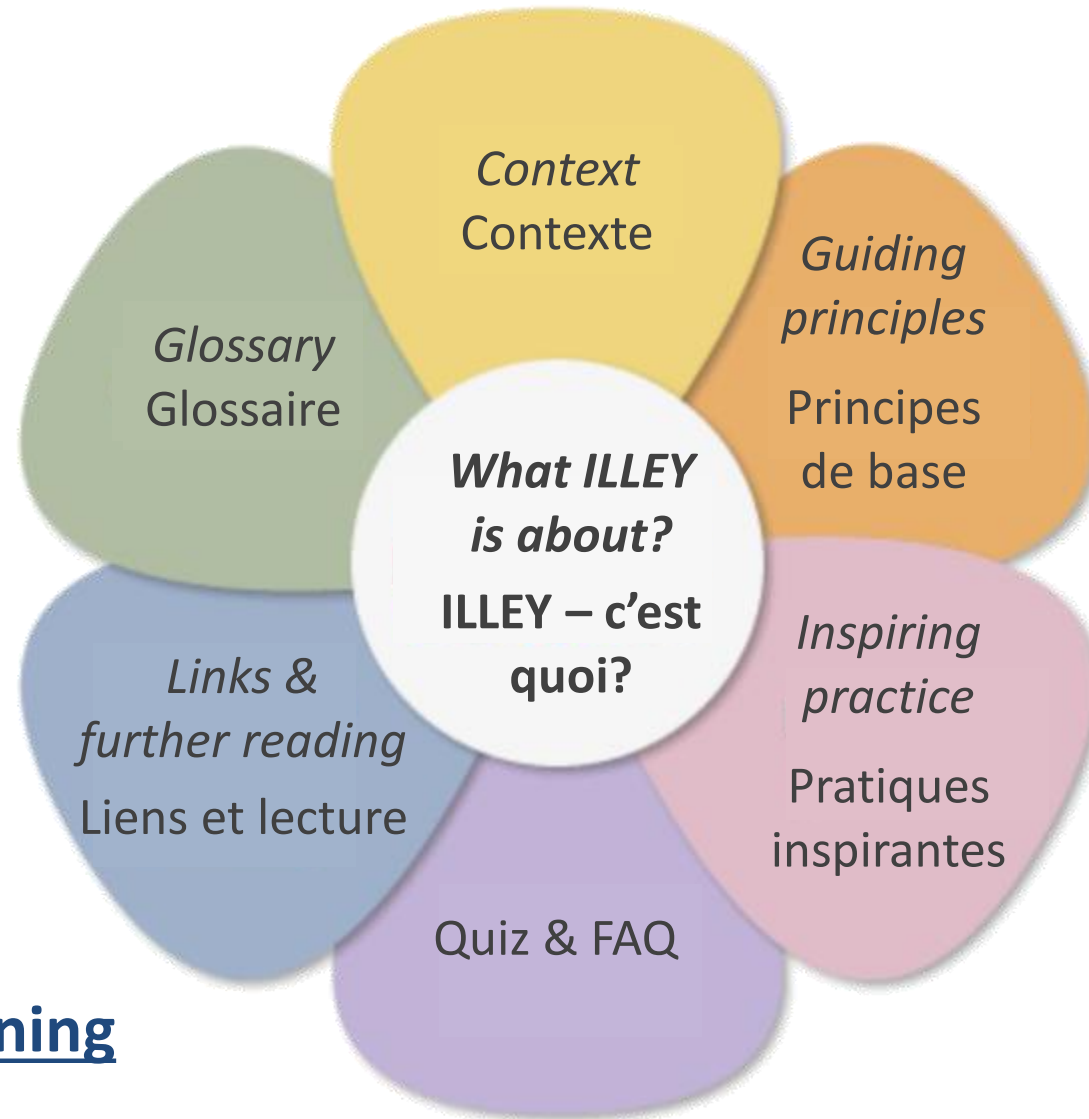 Context
Contexte
Guiding
principles
Principes
de base
Glossary
Glossaire
What ILLEY
is about?
ILLEY – c'est
quoi?
Inspiring
practice
Pratiques
inspirantes
Links &
further reading
Liens et lecture
Quiz & FAQ
ning